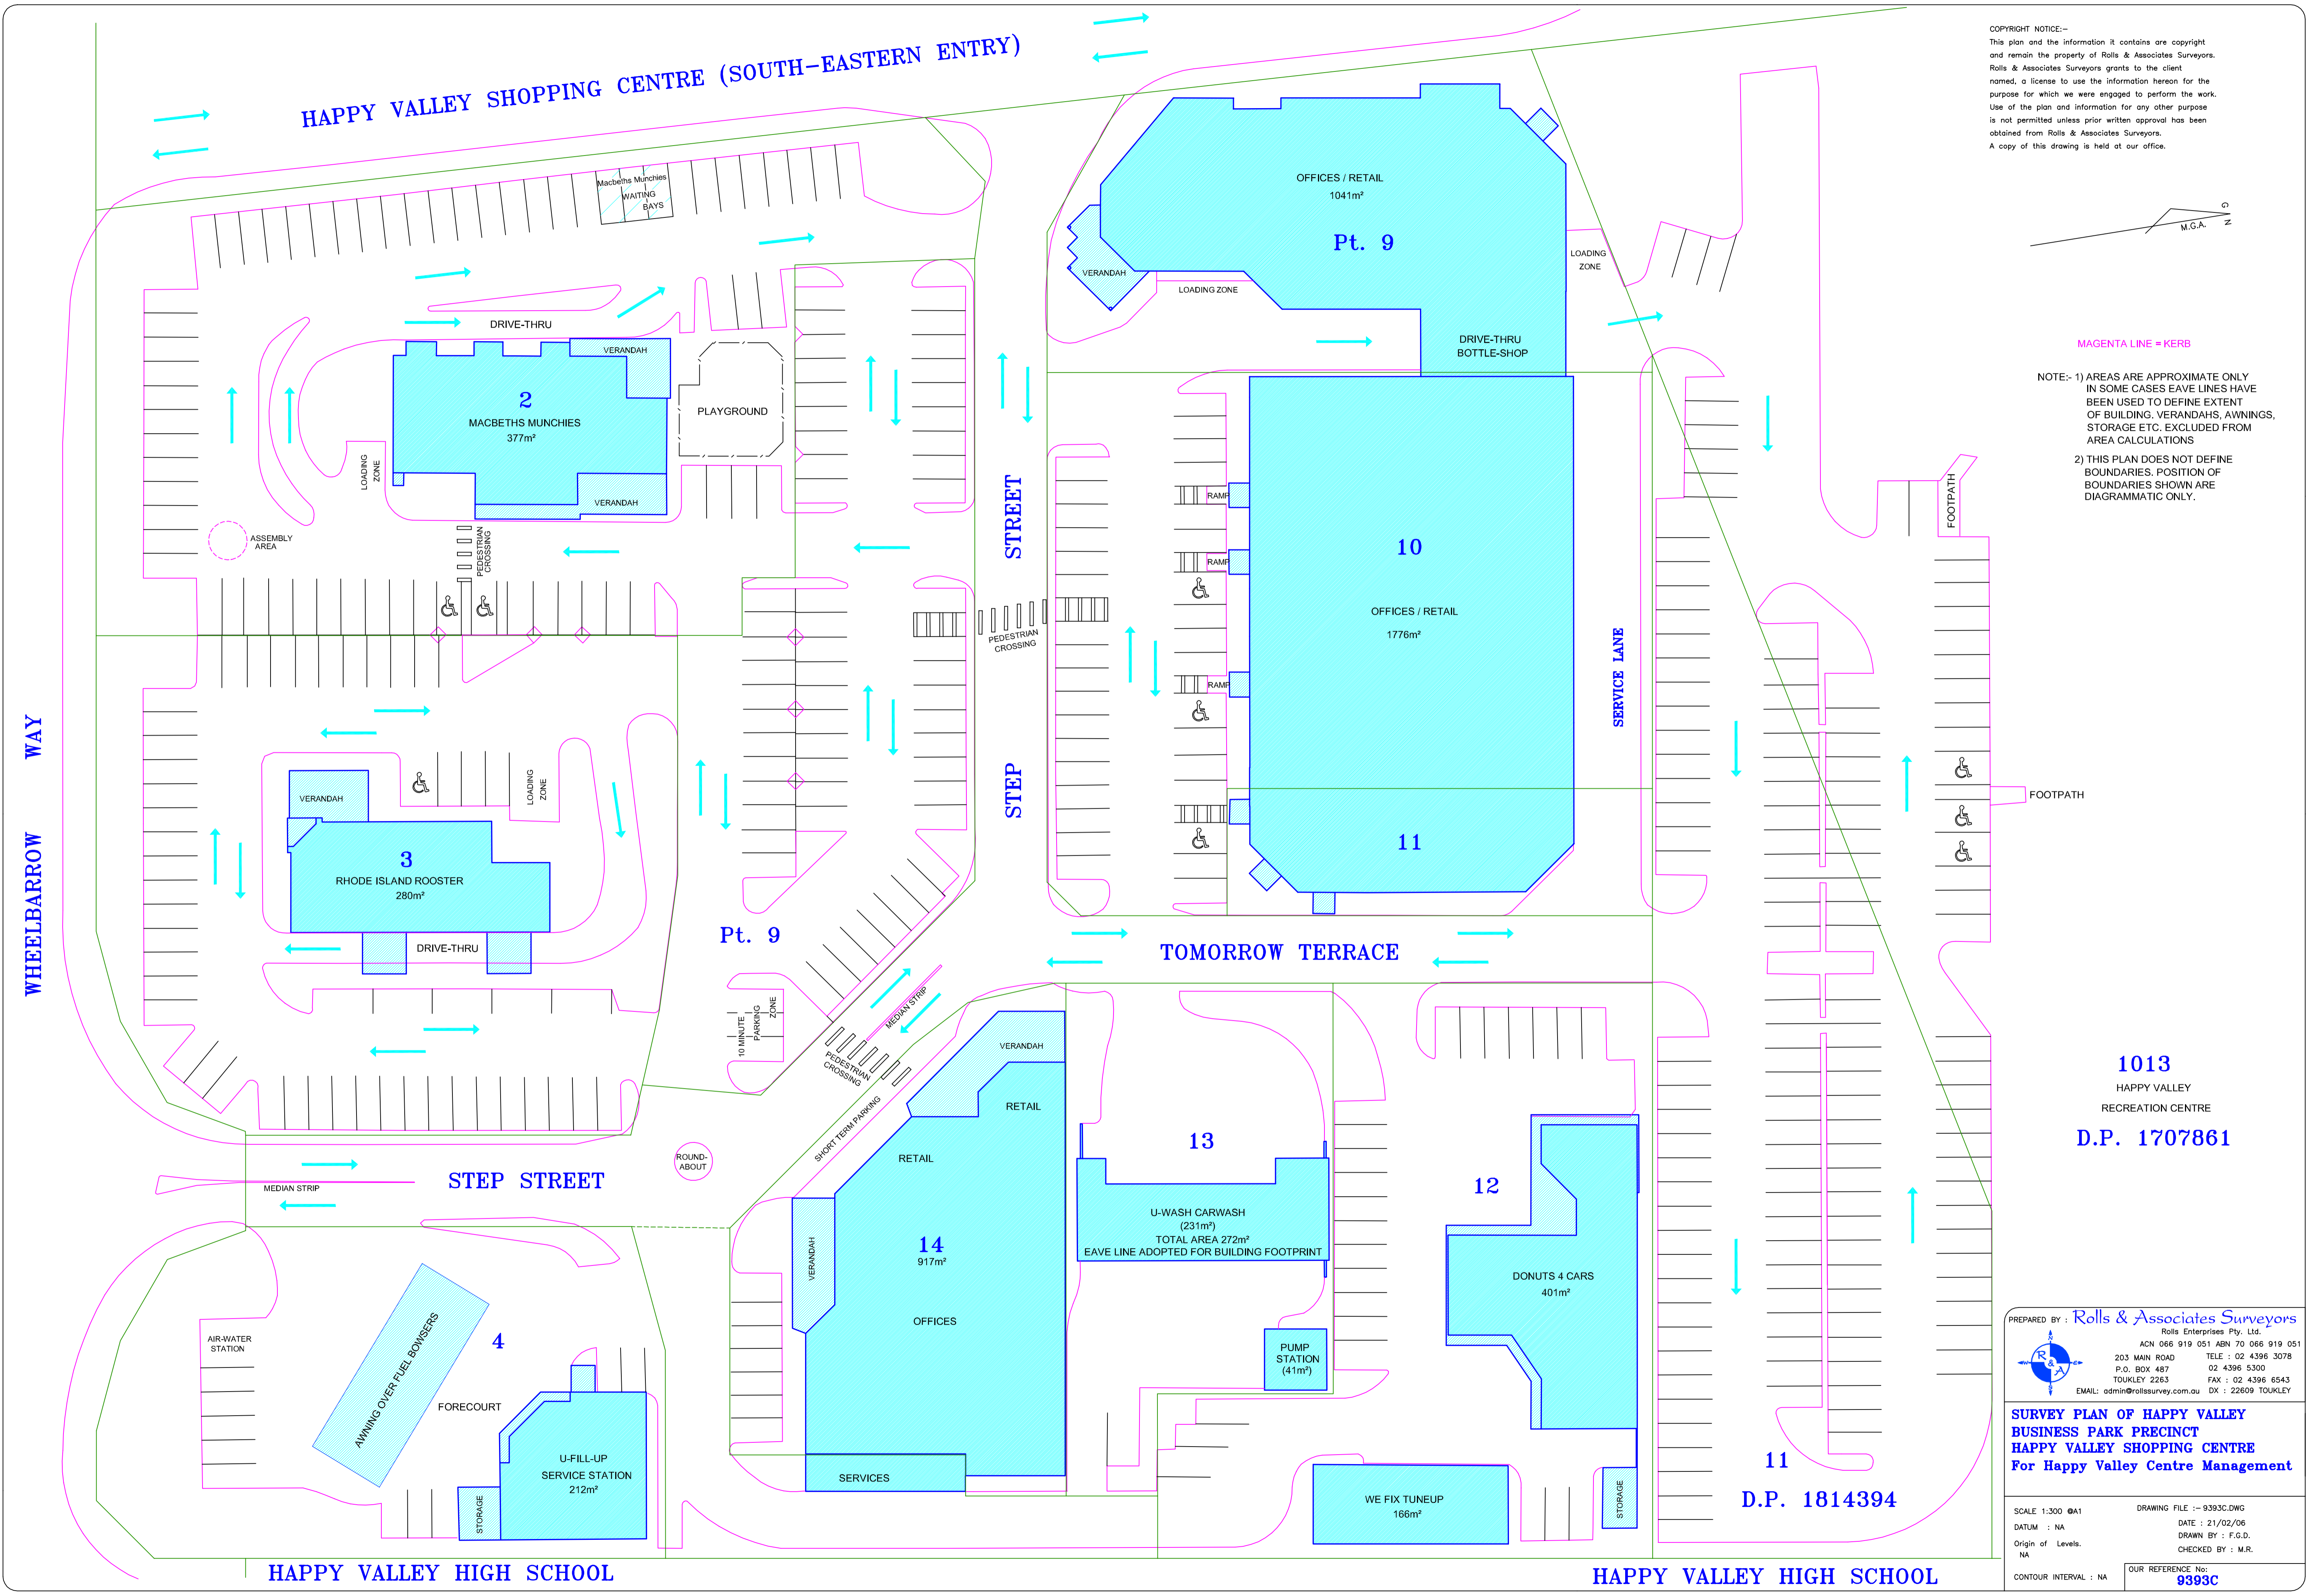 HAPPY VALLEY SHOPPING CENTRE (SOUTH-EASTERN ENTRY)
COPYRIGHT NOTICE:-
This plan and the information it contains are copyright
and remain the property of Rolls & Associates Surveyors.
Rolls & Associates Surveyors grants to the client
named, a license to use the information hereon for the
purpose for which we were engaged to perform the work.
Use of the plan and information for any other purpose
is not permitted unless prior written approval has been
obtained from Rolls & Associates Surveyors.
A copy of this drawing is held at our office.
G
N
M.G.A.
MAGENTA LINE = KERB
NOTE:- 1) AREAS ARE APPROXIMATE ONLY
IN SOME CASES EAVE LINES HAVE
BEEN USED TO DEFINE EXTENT
OF BUILDING. VERANDAHS, AWNINGS,
STORAGE ETC. EXCLUDED FROM
AREA CALCULATIONS
2) THIS PLAN DOES NOT DEFINE
BOUNDARIES. POSITION OF
BOUNDARIES SHOWN ARE
DIAGRAMMATIC ONLY.
Macbeths Munchies
WAITING
BAYS
OFFICES / RETAIL
1041m²
Pt. 9
VERANDAH
LOADING ZONE
LOADING
ZONE
DRIVE-THRU
BOTTLE-SHOP
DRIVE-THRU
VERANDAH
2
MACBETHS MUNCHIES
377m²
VERANDAH
PLAYGROUND
LOADING
ZONE
ASSEMBLY
AREA
PEDESTRIAN
CROSSING
STEP STREET
PEDESTRIAN
CROSSING
RAMP
RAMP
RAMP
10
OFFICES / RETAIL
1776m²
11
SERVICE LANE
FOOTPATH
FOOTPATH
WHEELBARROW WAY
VERANDAH
LOADING
ZONE
3
RHODE ISLAND ROOSTER
280m²
DRIVE-THRU
Pt. 9
10 MINUTE
PARKING
ZONE
MEDIAN STRIP
PEDESTRIAN
CROSSING
SHORT TERM PARKING
TOMORROW TERRACE
ROUND-
ABOUT
STEP STREET
MEDIAN STRIP
VERANDAH
RETAIL
RETAIL
VERANDAH
14
917m²
OFFICES
SERVICES
13
U-WASH CARWASH
(231m²)
TOTAL AREA 272m²
EAVE LINE ADOPTED FOR BUILDING FOOTPRINT
PUMP
STATION
(41m²)
12
DONUTS 4 CARS
401m²
WE FIX TUNEUP
166m²
STORAGE
AIR-WATER
STATION
AWNING OVER FUEL BOWSERS
4
FORECOURT
U-FILL-UP
SERVICE STATION
212m²
STORAGE
11
D.P. 1814394
1013
HAPPY VALLEY
RECREATION CENTRE
D.P. 1707861
HAPPY VALLEY HIGH SCHOOL
HAPPY VALLEY HIGH SCHOOL
PREPARED BY : Rolls & Associates Surveyors
Rolls Enterprises Pty. Ltd.
ACN 066 919 051 ABN 70 066 919 051
N
W
E
S
R & A
203 MAIN ROAD TELE : 02 4396 3078
P.O. BOX 487 02 4396 5300
TOUKLEY 2263 FAX : 02 4396 6543
EMAIL: admin@rollssurvey.com.au DX : 22609 TOUKLEY
SURVEY PLAN OF HAPPY VALLEY
BUSINESS PARK PRECINCT
HAPPY VALLEY SHOPPING CENTRE
For Happy Valley Centre Management
SCALE 1:300 @A1
DATUM : NA
Origin of Levels.
NA
CONTOUR INTERVAL : NA
DRAWING FILE :- 9393C.DWG
DATE : 21/02/06
DRAWN BY : F.G.D.
CHECKED BY : M.R.
OUR REFERENCE No:
9393C